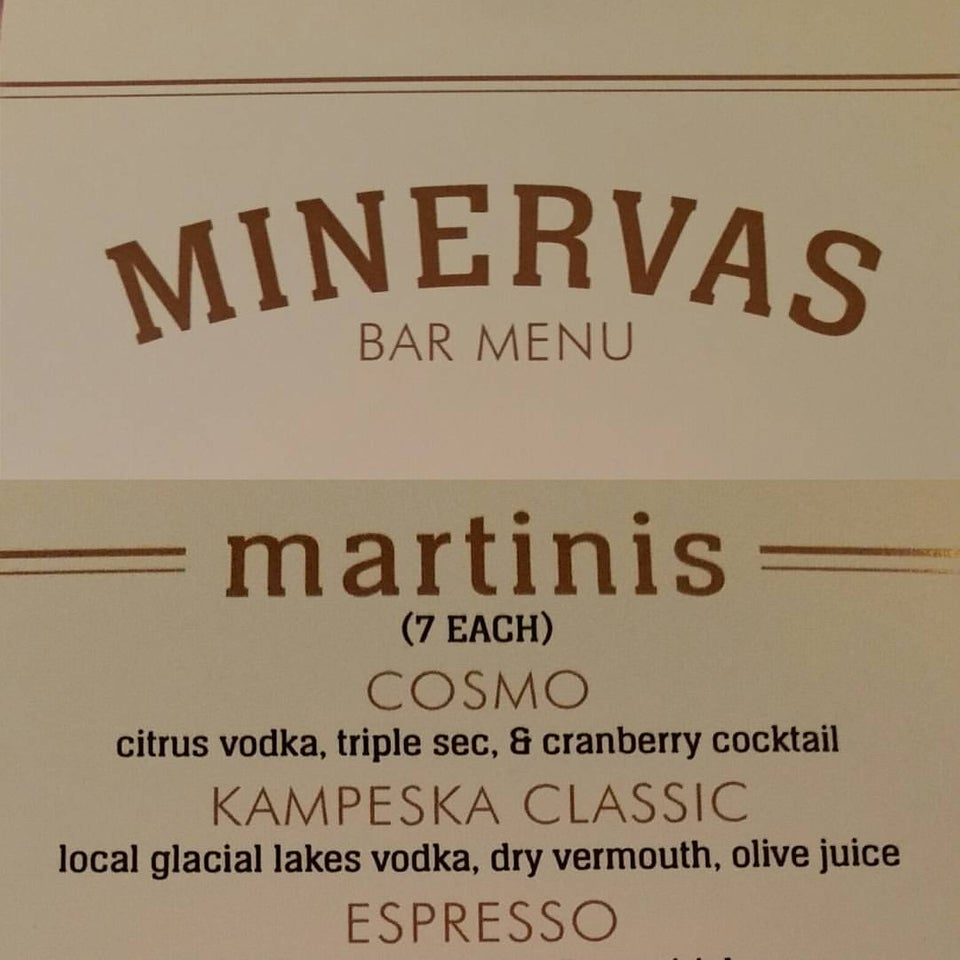 MINERVAS
BAR MENU
martinis
(7 EACH)
COSMO
citrus vodka, triple sec, & cranberry cocktail
KAMPESKA CLASSIC
local glacial lakes vodka, dry vermouth, olive juice
ESPRESSO